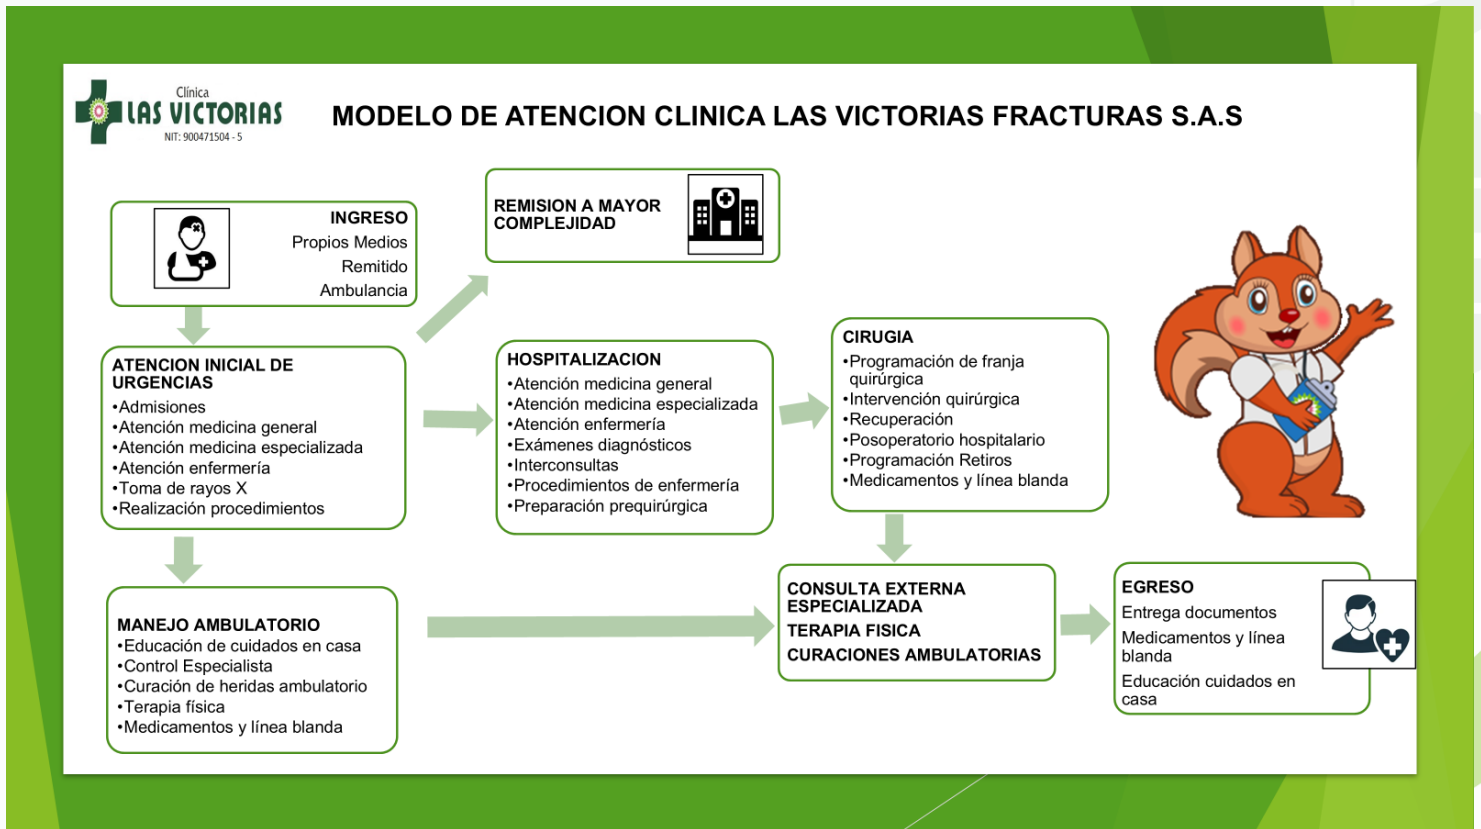 Clínica
LAS VICTORIAS
NIT: 900471504 - 5
MODELO DE ATENCION CLINICA LAS VICTORIAS FRACTURAS S.A.S
INGRESO
Propios Medios
Remitido
Ambulancia
REMISION A MAYOR
COMPLEJIDAD
ATENCION INICIAL DE
URGENCIAS
•Admisiones
•Atención medicina general
•Atención medicina especializada
•Atención enfermería
•Toma de rayos X
•Realización procedimientos
HOSPITALIZACION
•Atención medicina general
•Atención medicina especializada
•Atención enfermería
•Exámenes diagnósticos
•Interconsultas
•Procedimientos de enfermería
•Preparación prequirúrgica
CIRUGIA
•Programación de franja
quirúrgica
•Intervención quirúrgica
•Recuperación
•Posoperatorio hospitalario
•Programación Retiros
•Medicamentos y línea blanda
MANEJO AMBULATORIO
•Educación de cuidados en casa
•Control Especialista
•Curación de heridas ambulatorio
•Terapia física
•Medicamentos y línea blanda
CONSULTA EXTERNA
ESPECIALIZADA
TERAPIA FISICA
CURACIONES AMBULATORIAS
EGRESO
Entrega documentos
Medicamentos y línea
blanda
Educación cuidados en
casa